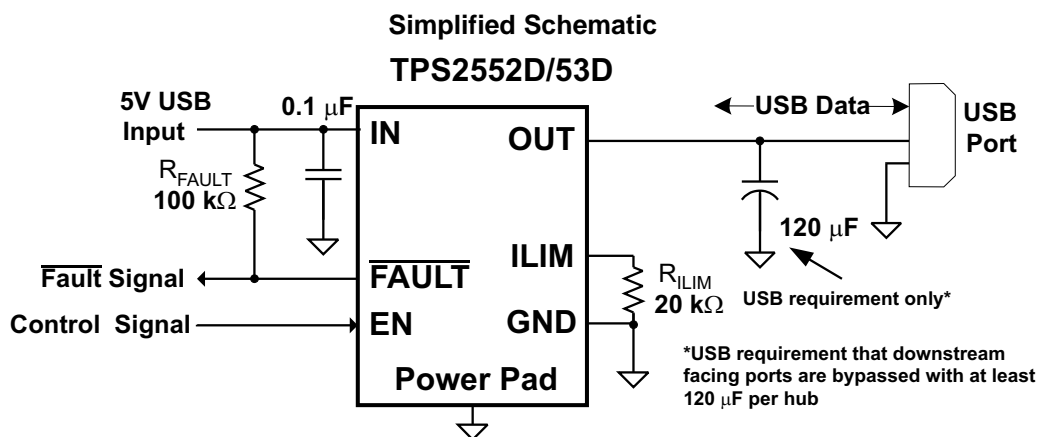 Simplified Schematic
TPS2552D/53D
5V USB
Input
0.1 μF
IN
OUT
USB Data
USB
Port
RFAULT
100 kΩ
120 μF
Fault Signal
FAULT
ILIM
RILIM
20 kΩ
USB requirement only*
Control Signal
EN
GND
Power Pad
*USB requirement that downstream
facing ports are bypassed with at least
120 μF per hub